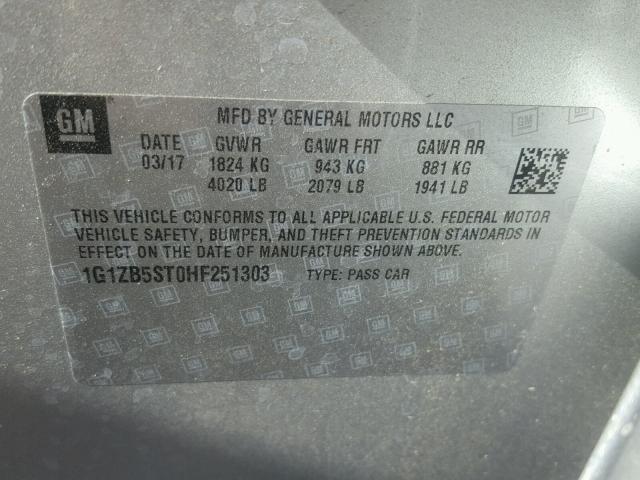 GM
MFD BY GENERAL MOTORS LLC
DATE GVWR GAWR FRT GAWR RR
03/17 1824 KG 943 KG 881 KG
4020 LB 2079 LB 1941 LB
THIS VEHICLE CONFORMS TO ALL APPLICABLE U.S. FEDERAL MOTOR
VEHICLE SAFETY, BUMPER, AND THEFT PREVENTION STANDARDS IN
EFFECT ON THE DATE OF MANUFACTURE SHOWN ABOVE.
1G1ZB5ST0HF251303 TYPE: PASS CAR